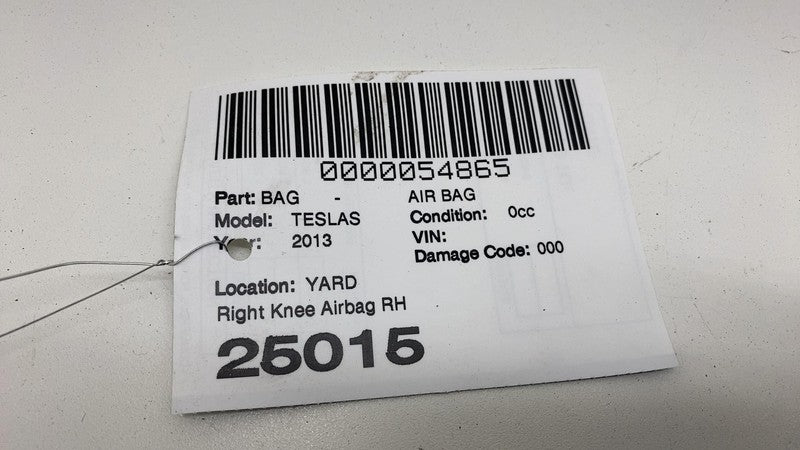 0000054865
Part: BAG - AIR BAG
Model: TESLAS Condition: 0cc
Year: 2013 VIN:
Damage Code: 000
Location: YARD
Right Knee Airbag RH
25015